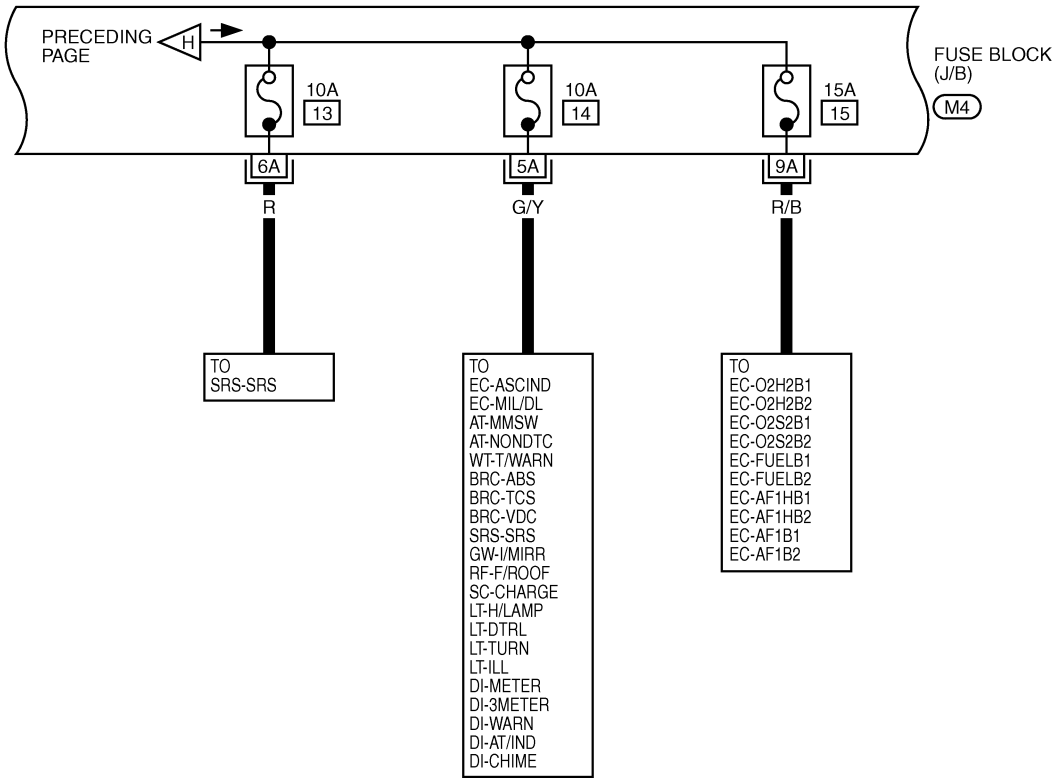 PRECEDING
PAGE
H
FUSE BLOCK
(J/B)
M4
10A
13
10A
14
15A
15
6A
5A
9A
R
G/Y
R/B
TO
SRS-SRS
TO
EC-ASCIND
EC-MIL/DL
AT-MMSW
AT-NONDTC
WT-T/WARN
BRC-ABS
BRC-TCS
BRC-VDC
SRS-SRS
GW-I/MIRR
RF-F/ROOF
SC-CHARGE
LT-H/LAMP
LT-DTRL
LT-TURN
LT-ILL
DI-METER
DI-3METER
DI-WARN
DI-AT/IND
DI-CHIME
TO
EC-O2H2B1
EC-O2H2B2
EC-O2S2B1
EC-O2S2B2
EC-FUELB1
EC-FUELB2
EC-AF1HB1
EC-AF1HB2
EC-AF1B1
EC-AF1B2